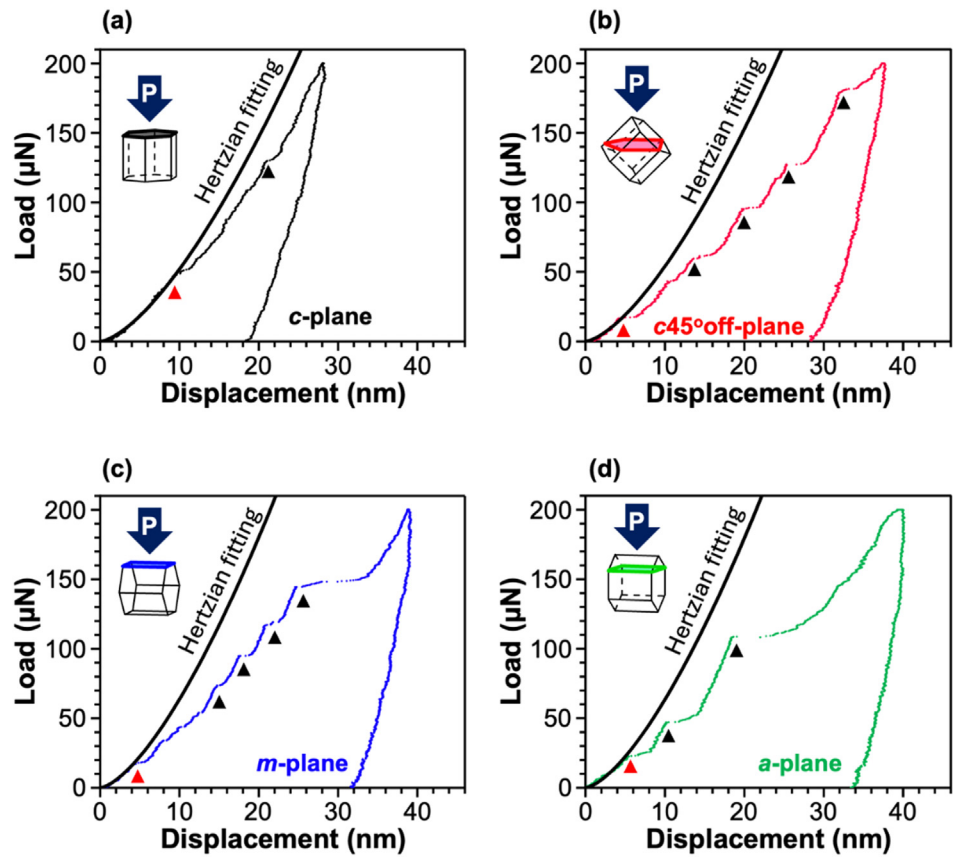 (a)
200
150
100
50
0
Load (µN)
P
Hertzian fitting
c-plane
0 10 20 30 40
Displacement (nm)
(b)
200
150
100
50
0
Load (µN)
P
Hertzian fitting
c45°off-plane
0 10 20 30 40
Displacement (nm)
(c)
200
150
100
50
0
Load (µN)
P
Hertzian fitting
m-plane
0 10 20 30 40
Displacement (nm)
(d)
200
150
100
50
0
Load (µN)
P
Hertzian fitting
a-plane
0 10 20 30 40
Displacement (nm)